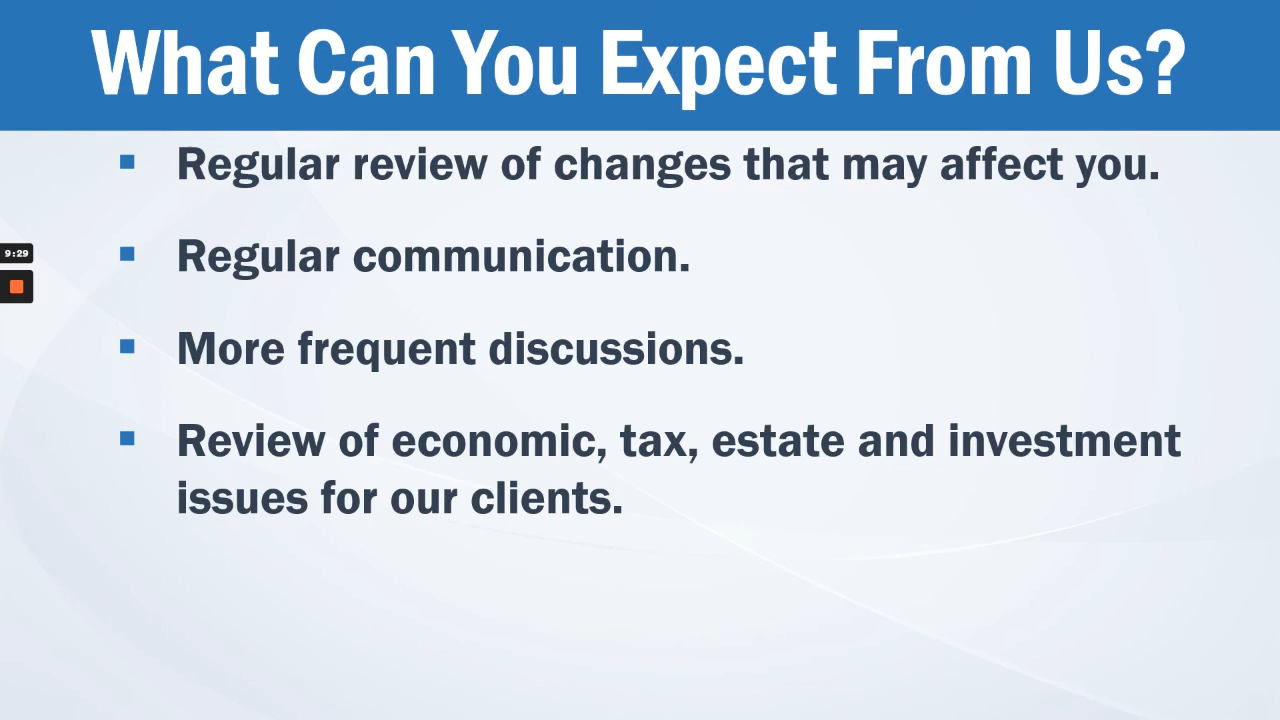 What Can You Expect From Us?
Regular review of changes that may affect you.
9:29
Regular communication.
More frequent discussions.
Review of economic, tax, estate and investment
issues for our clients.